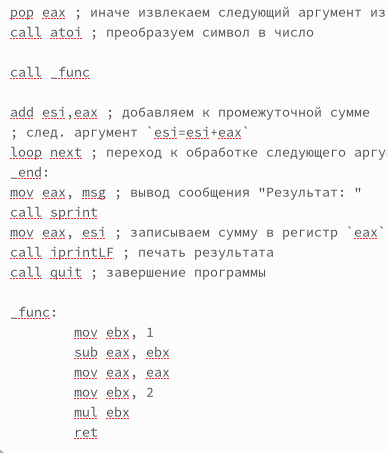 pop eax ; иначе извлекаем следующий аргумент из
call atoi ; преобразуем символ в число
call _func
add esi,eax ; добавляем к промежуточной сумме
; след. аргумент `esi=esi+eax`
loop next ; переход к обработке следующего
_end:
mov eax, msg ; вывод сообщения "Результат: "
call sprint
mov eax, esi ; записываем сумму в регистр `eax`
call iprintLF ; печать результата
call quit ; завершение программы
_func:
mov ebx, 1
sub eax, ebx
mov eax, eax
mov ebx, 2
mul ebx
ret